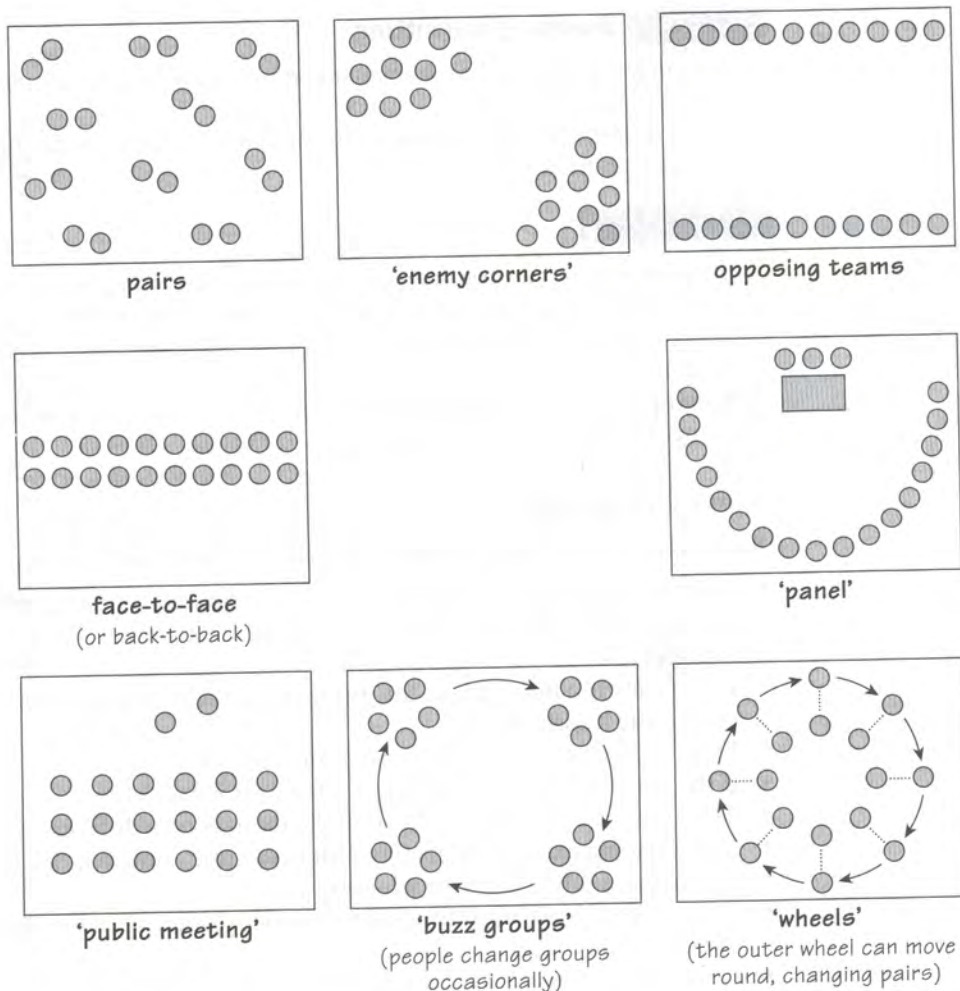 pairs
‘enemy corners’
opposing teams
face-to-face
(or back-to-back)
‘panel’
‘public meeting’
‘buzz groups’
(people change groups
occasionally)
‘wheels’
(the outer wheel can move
round, changing pairs)